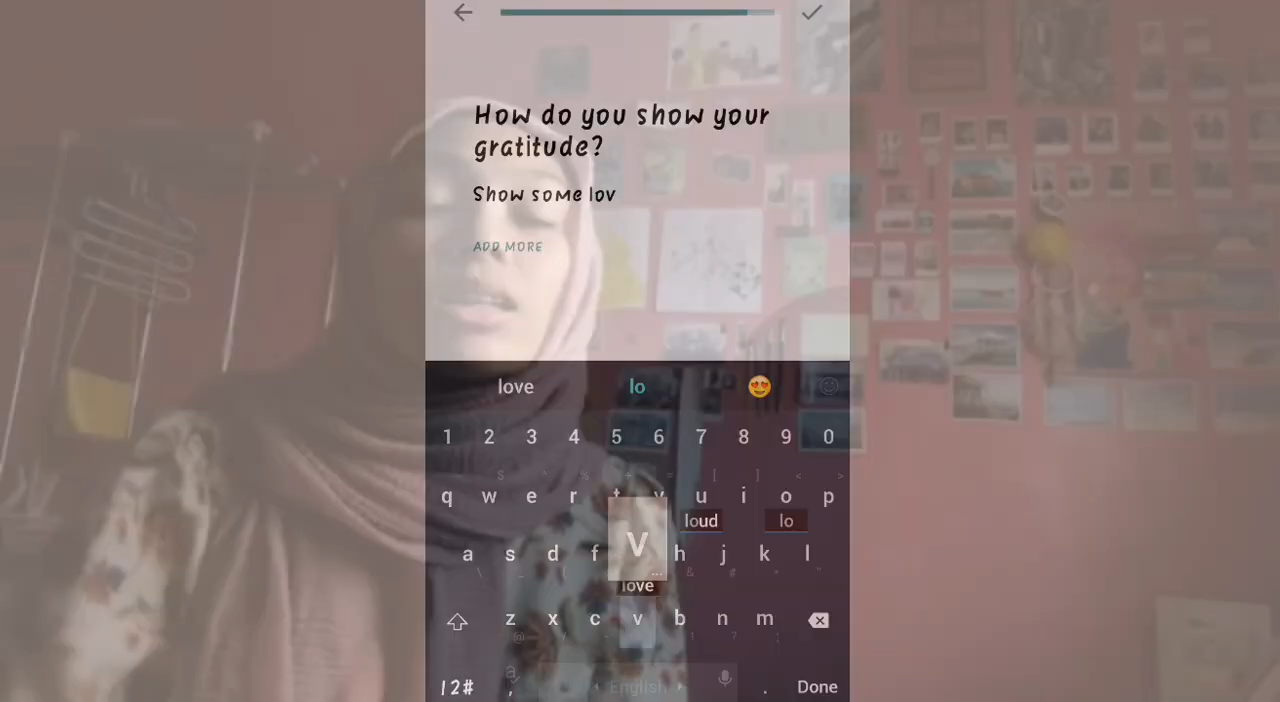 How do you show your
gratitude?
Show some lov
ADD MORE
love lo
1 2 3 4 5 6 7 8 9 0
q w e r t y u i o p
loud lo
a s d f V h j k l
love
z x c v b n m
12# , English . Done